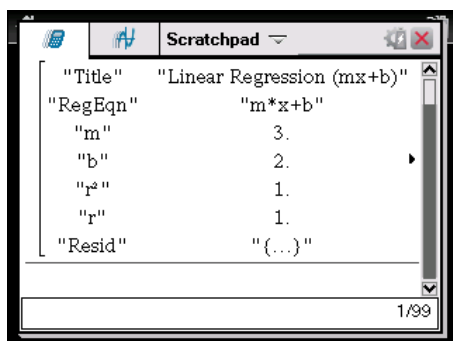 Scratchpad
"Title" "Linear Regression (mx+b)"
"RegEqn" "m*x+b"
"m" 3.
"b" 2.
"r²" 1.
"r" 1.
"Resid" "{...}"
1/99